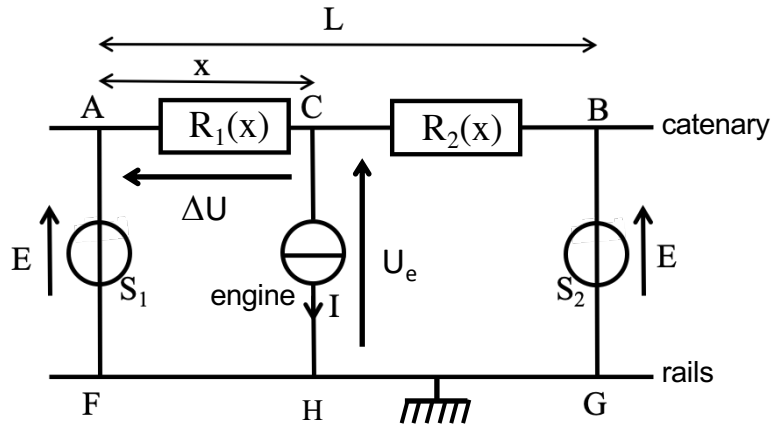 L
x
A C B
R₁(x) R₂(x) catenary
ΔU
E S₁ engine I Uₑ S₂ E
rails
F H G